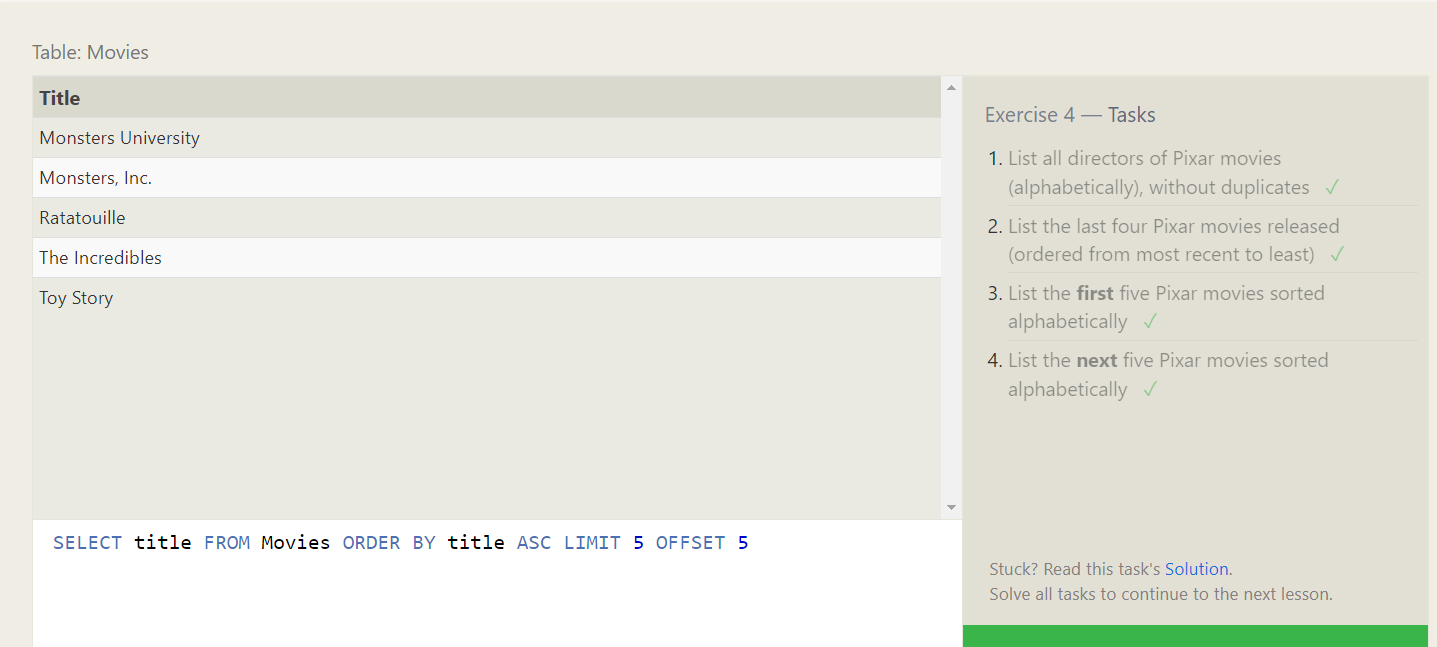 Table: Movies
Title
Monsters University
Monsters, Inc.
Ratatouille
The Incredibles
Toy Story
SELECT title FROM Movies ORDER BY title ASC LIMIT 5 OFFSET 5
Exercise 4 — Tasks
1. List all directors of Pixar movies
(alphabetically), without duplicates ✓
2. List the last four Pixar movies released
(ordered from most recent to least) ✓
3. List the first five Pixar movies sorted
alphabetically ✓
4. List the next five Pixar movies sorted
alphabetically ✓
Stuck? Read this task's Solution.
Solve all tasks to continue to the next lesson.